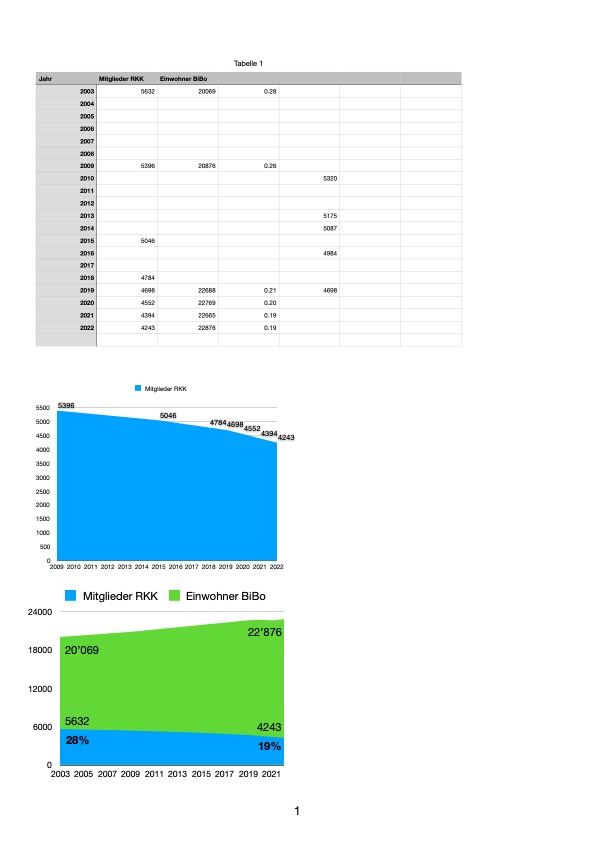 Tabelle 1
Jahr Mitglieder RKK Einwohner BiBo
2003 5632 20069 0.28
2004
2005
2006
2007
2008
2009 5396 20876 0.26
2010 5320
2011
2012
2013 5175
2014 5087
2015 5046
2016 4984
2017
2018 4784
2019 4698 22688 0.21 4698
2020 4552 22769 0.20
2021 4394 22665 0.19
2022 4243 22876 0.19
Mitglieder RKK
5500 5396
5000 5046
4500 4784 4698 4552 4394 4243
4000
3500
3000
2500
2000
1500
1000
500
0
2009 2010 2011 2012 2013 2014 2015 2016 2017 2018 2019 2020 2021 2022
Mitglieder RKK Einwohner BiBo
24000
22’876
18000 20’069
12000
5632
6000 4243
28% 19%
0
2003 2005 2007 2009 2011 2013 2015 2017 2019 2021
1